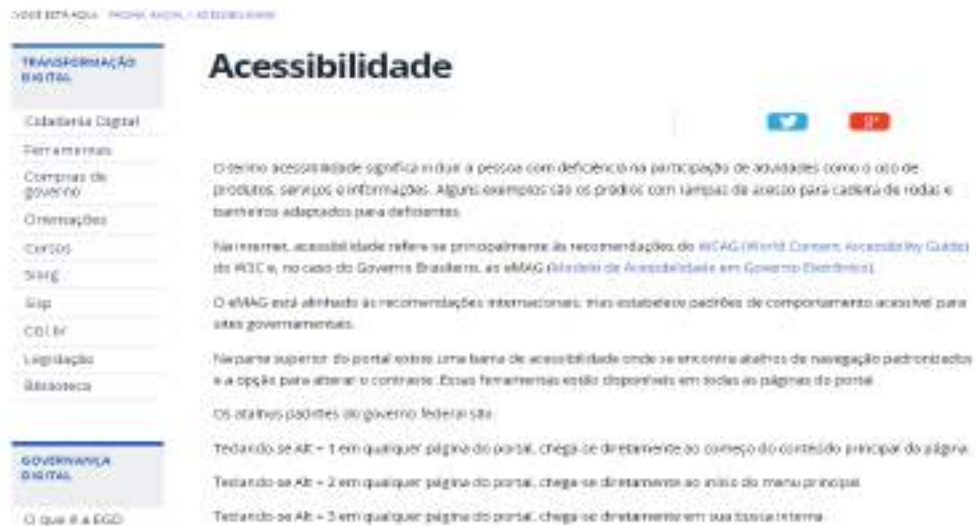 VOCÊ ESTÁ AQUI: PÁGINA INICIAL > ACESSIBILIDADE
TRANSFORMAÇÃO
DIGITAL
Cidadania Digital
Ferramentas
Compras de
governo
Orientações
Cursos
Siorg
Sisp
CGI.br
Legislação
Biblioteca
GOVERNANÇA
DIGITAL
O que é a EGD
Acessibilidade
O termo acessibilidade significa incluir a pessoa com deficiência na participação de atividades como o uso de
produtos, serviços e informações. Alguns exemplos são os prédios com rampas de acesso para cadeira de rodas e
banheiros adaptados para deficientes.
Na internet, acessibilidade refere-se principalmente às recomendações do WCAG (World Content Accessibility Guide)
do W3C e, no caso do Governo Brasileiro, ao eMAG (Modelo de Acessibilidade em Governo Eletrônico).
O eMAG está alinhado às recomendações internacionais, mas estabelece padrões de comportamento acessível para
sites governamentais.
Na parte superior do portal existe uma barra de acessibilidade onde se encontra atalhos de navegação padronizados
e a opção para alterar o contraste. Essas ferramentas estão disponíveis em todas as páginas do portal.
Os atalhos padrões do governo federal são:
Teclando-se Alt + 1 em qualquer página do portal, chega-se diretamente ao começo do conteúdo principal da página.
Teclando-se Alt + 2 em qualquer página do portal, chega-se diretamente ao início do menu principal.
Teclando-se Alt + 3 em qualquer página do portal, chega-se diretamente em sua busca interna.